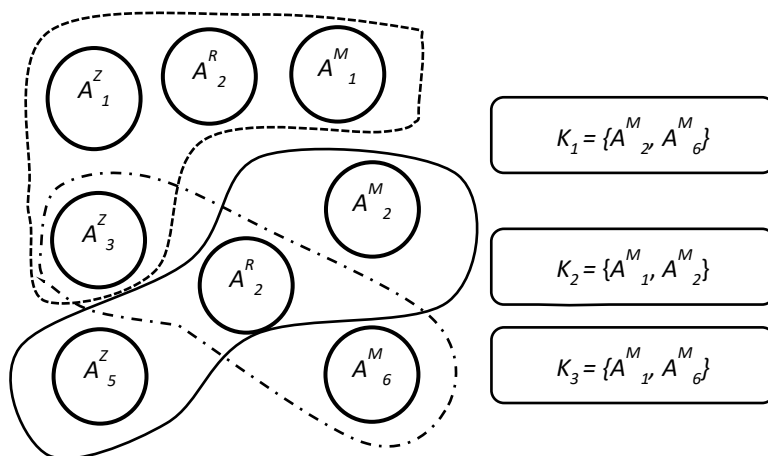 A^Z_1
A^R_2
A^M_1
K_1 = {A^M_2, A^M_6}
A^Z_3
A^M_2
A^R_2
K_2 = {A^M_1, A^M_2}
A^Z_5
A^M_6
K_3 = {A^M_1, A^M_6}